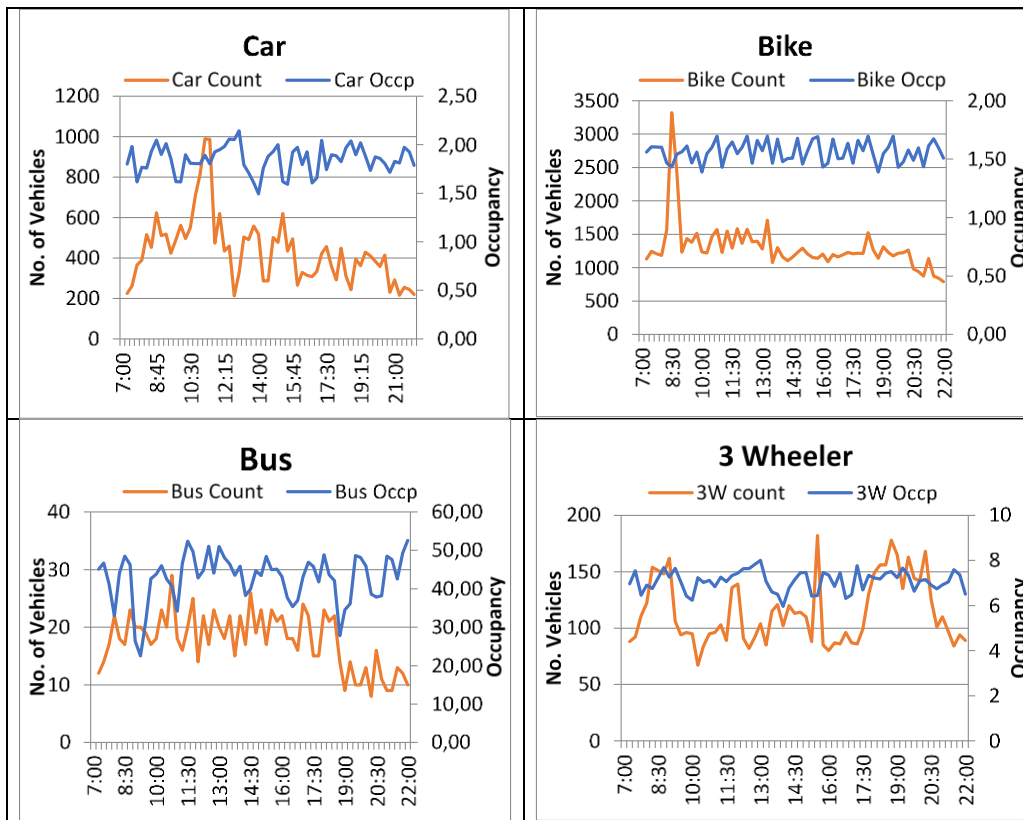 Car
Car Count Car Occp
1200
1000
800
600
400
200
0
2,50
2,00
1,50
1,00
0,50
0,00
No. of Vehicles
Occupancy
7:00 8:45 10:30 12:15 14:00 15:45 17:30 19:15 21:00
Bike
Bike Count Bike Occp
3500
3000
2500
2000
1500
1000
500
0
2,00
1,50
1,00
0,50
0,00
No. of Vehicles
Occupancy
7:00 8:30 10:00 11:30 13:00 14:30 16:00 17:30 19:00 20:30 22:00
Bus
Bus Count Bus Occp
40
30
20
10
0
60,00
50,00
40,00
30,00
20,00
10,00
0,00
No. of Vehicles
Occupancy
7:00 8:30 10:00 11:30 13:00 14:30 16:00 17:30 19:00 20:30 22:00
3 Wheeler
3W count 3W Occp
200
150
100
50
0
10
8
6
4
2
0
No. Vehicles
Occupancy
7:00 8:30 10:00 11:30 13:00 14:30 16:00 17:30 19:00 20:30 22:00